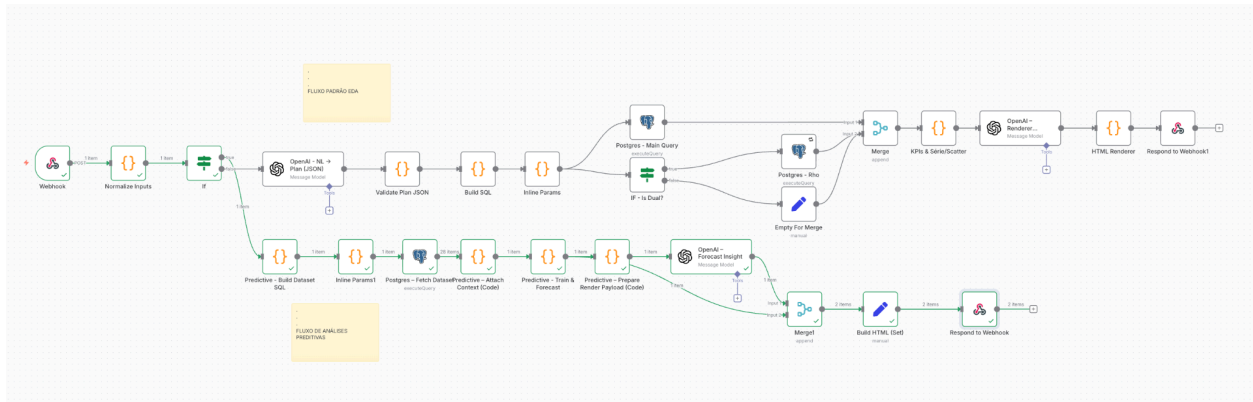 .
.
FLUXO PADRÃO EDA
Postgres - Main Query
executeQuery
Input 1
Input 2
Merge
append
KPIs & Série/Scatter
OpenAI –
Renderer...
Message Model
Tools
HTML Renderer
Respond to Webhook1
Webhook
POST
1 item
Normalize Inputs
1 item
If
true
false
OpenAI - NL →
Plan (JSON)
Message Model
Tools
Validate Plan JSON
Build SQL
Inline Params
IF - Is Dual?
true
false
Postgres - Rho
executeQuery
Empty For Merge
manual
1 item
Predictive - Build Dataset
SQL
1 item
Inline Params1
1 item
Postgres – Fetch Dataset
executeQuery
Predictive – Attach
Context (Code)
1 item
Predictive - Train &
Forecast
1 item
Predictive – Prepare
Render Payload (Code)
1 item
1 item
OpenAI –
Forecast Insight
Message Model
Tools
1 item
Input 1
Input 2
Merge1
append
2 items
Build HTML (Set)
manual
2 items
Respond to Webhook
2 items
.
.
FLUXO DE ANÁLISES
PREDITIVAS